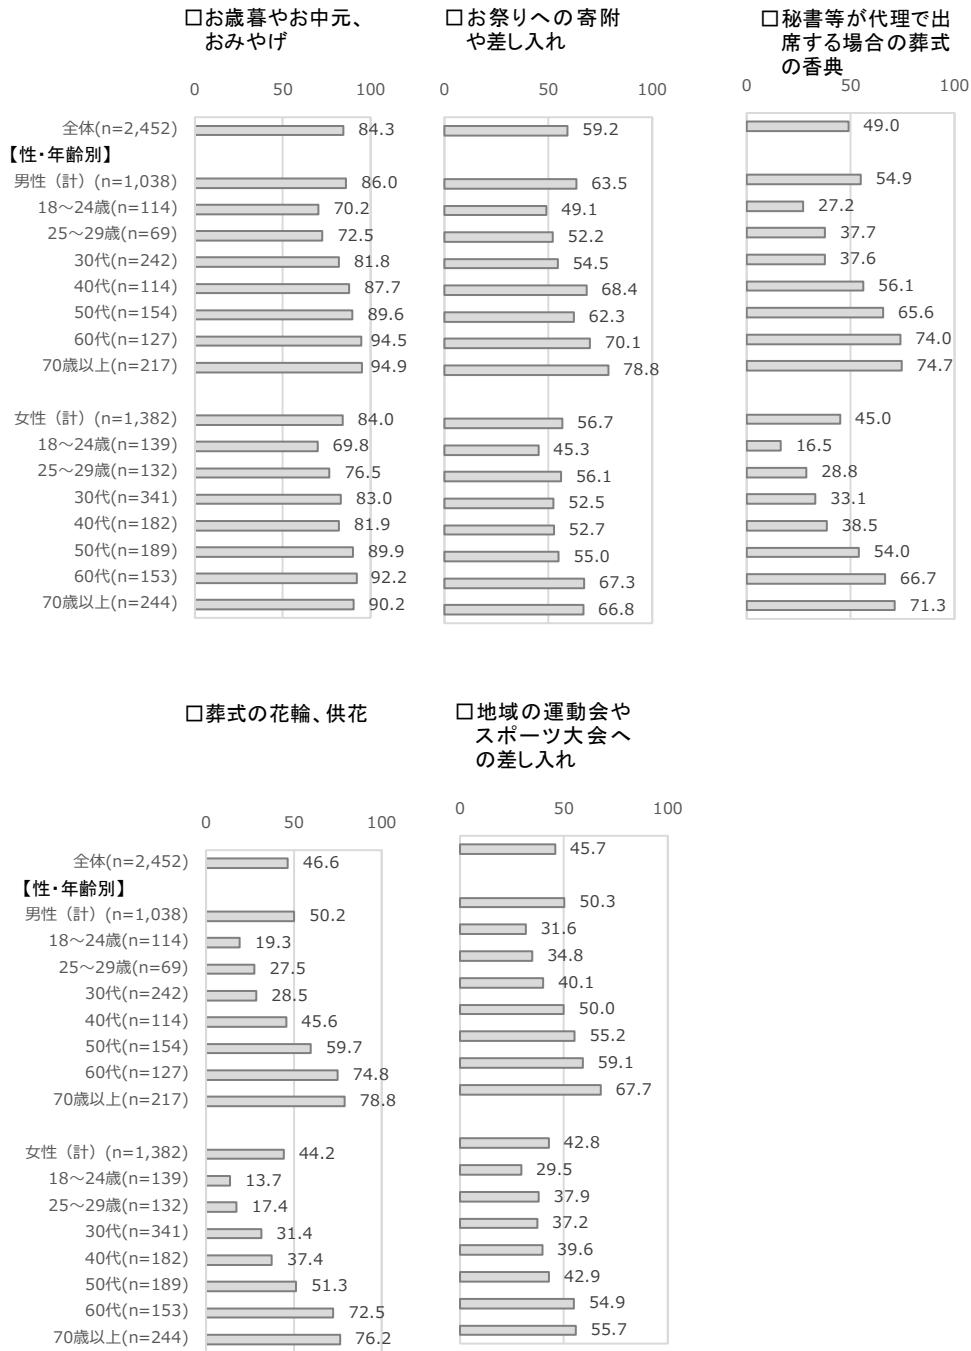 □お歳暮やお中元、
おみやげ
□お祭りへの寄附
や差し入れ
□秘書等が代理で出
席する場合の葬式
の香典
0 50 100
0 50 100
0 50 100
全体(n=2,452) 84.3 59.2 49.0
【性・年齢別】
男性（計）(n=1,038) 86.0 63.5 54.9
18～24歳(n=114) 70.2 49.1 27.2
25～29歳(n=69) 72.5 52.2 37.7
30代(n=242) 81.8 54.5 37.6
40代(n=114) 87.7 68.4 56.1
50代(n=154) 89.6 62.3 65.6
60代(n=127) 94.5 70.1 74.0
70歳以上(n=217) 94.9 78.8 74.7
女性（計）(n=1,382) 84.0 56.7 45.0
18～24歳(n=139) 69.8 45.3 16.5
25～29歳(n=132) 76.5 56.1 28.8
30代(n=341) 83.0 52.5 33.1
40代(n=182) 81.9 52.7 38.5
50代(n=189) 89.9 55.0 54.0
60代(n=153) 92.2 67.3 66.7
70歳以上(n=244) 90.2 66.8 71.3
□葬式の花輪、供花
□地域の運動会や
スポーツ大会へ
の差し入れ
0 50 100
0 50 100
全体(n=2,452) 46.6 45.7
【性・年齢別】
男性（計）(n=1,038) 50.2 50.3
18～24歳(n=114) 19.3 31.6
25～29歳(n=69) 27.5 34.8
30代(n=242) 28.5 40.1
40代(n=114) 45.6 50.0
50代(n=154) 59.7 55.2
60代(n=127) 74.8 59.1
70歳以上(n=217) 78.8 67.7
女性（計）(n=1,382) 44.2 42.8
18～24歳(n=139) 13.7 29.5
25～29歳(n=132) 17.4 37.9
30代(n=341) 31.4 37.2
40代(n=182) 37.4 39.6
50代(n=189) 51.3 42.9
60代(n=153) 72.5 54.9
70歳以上(n=244) 76.2 55.7